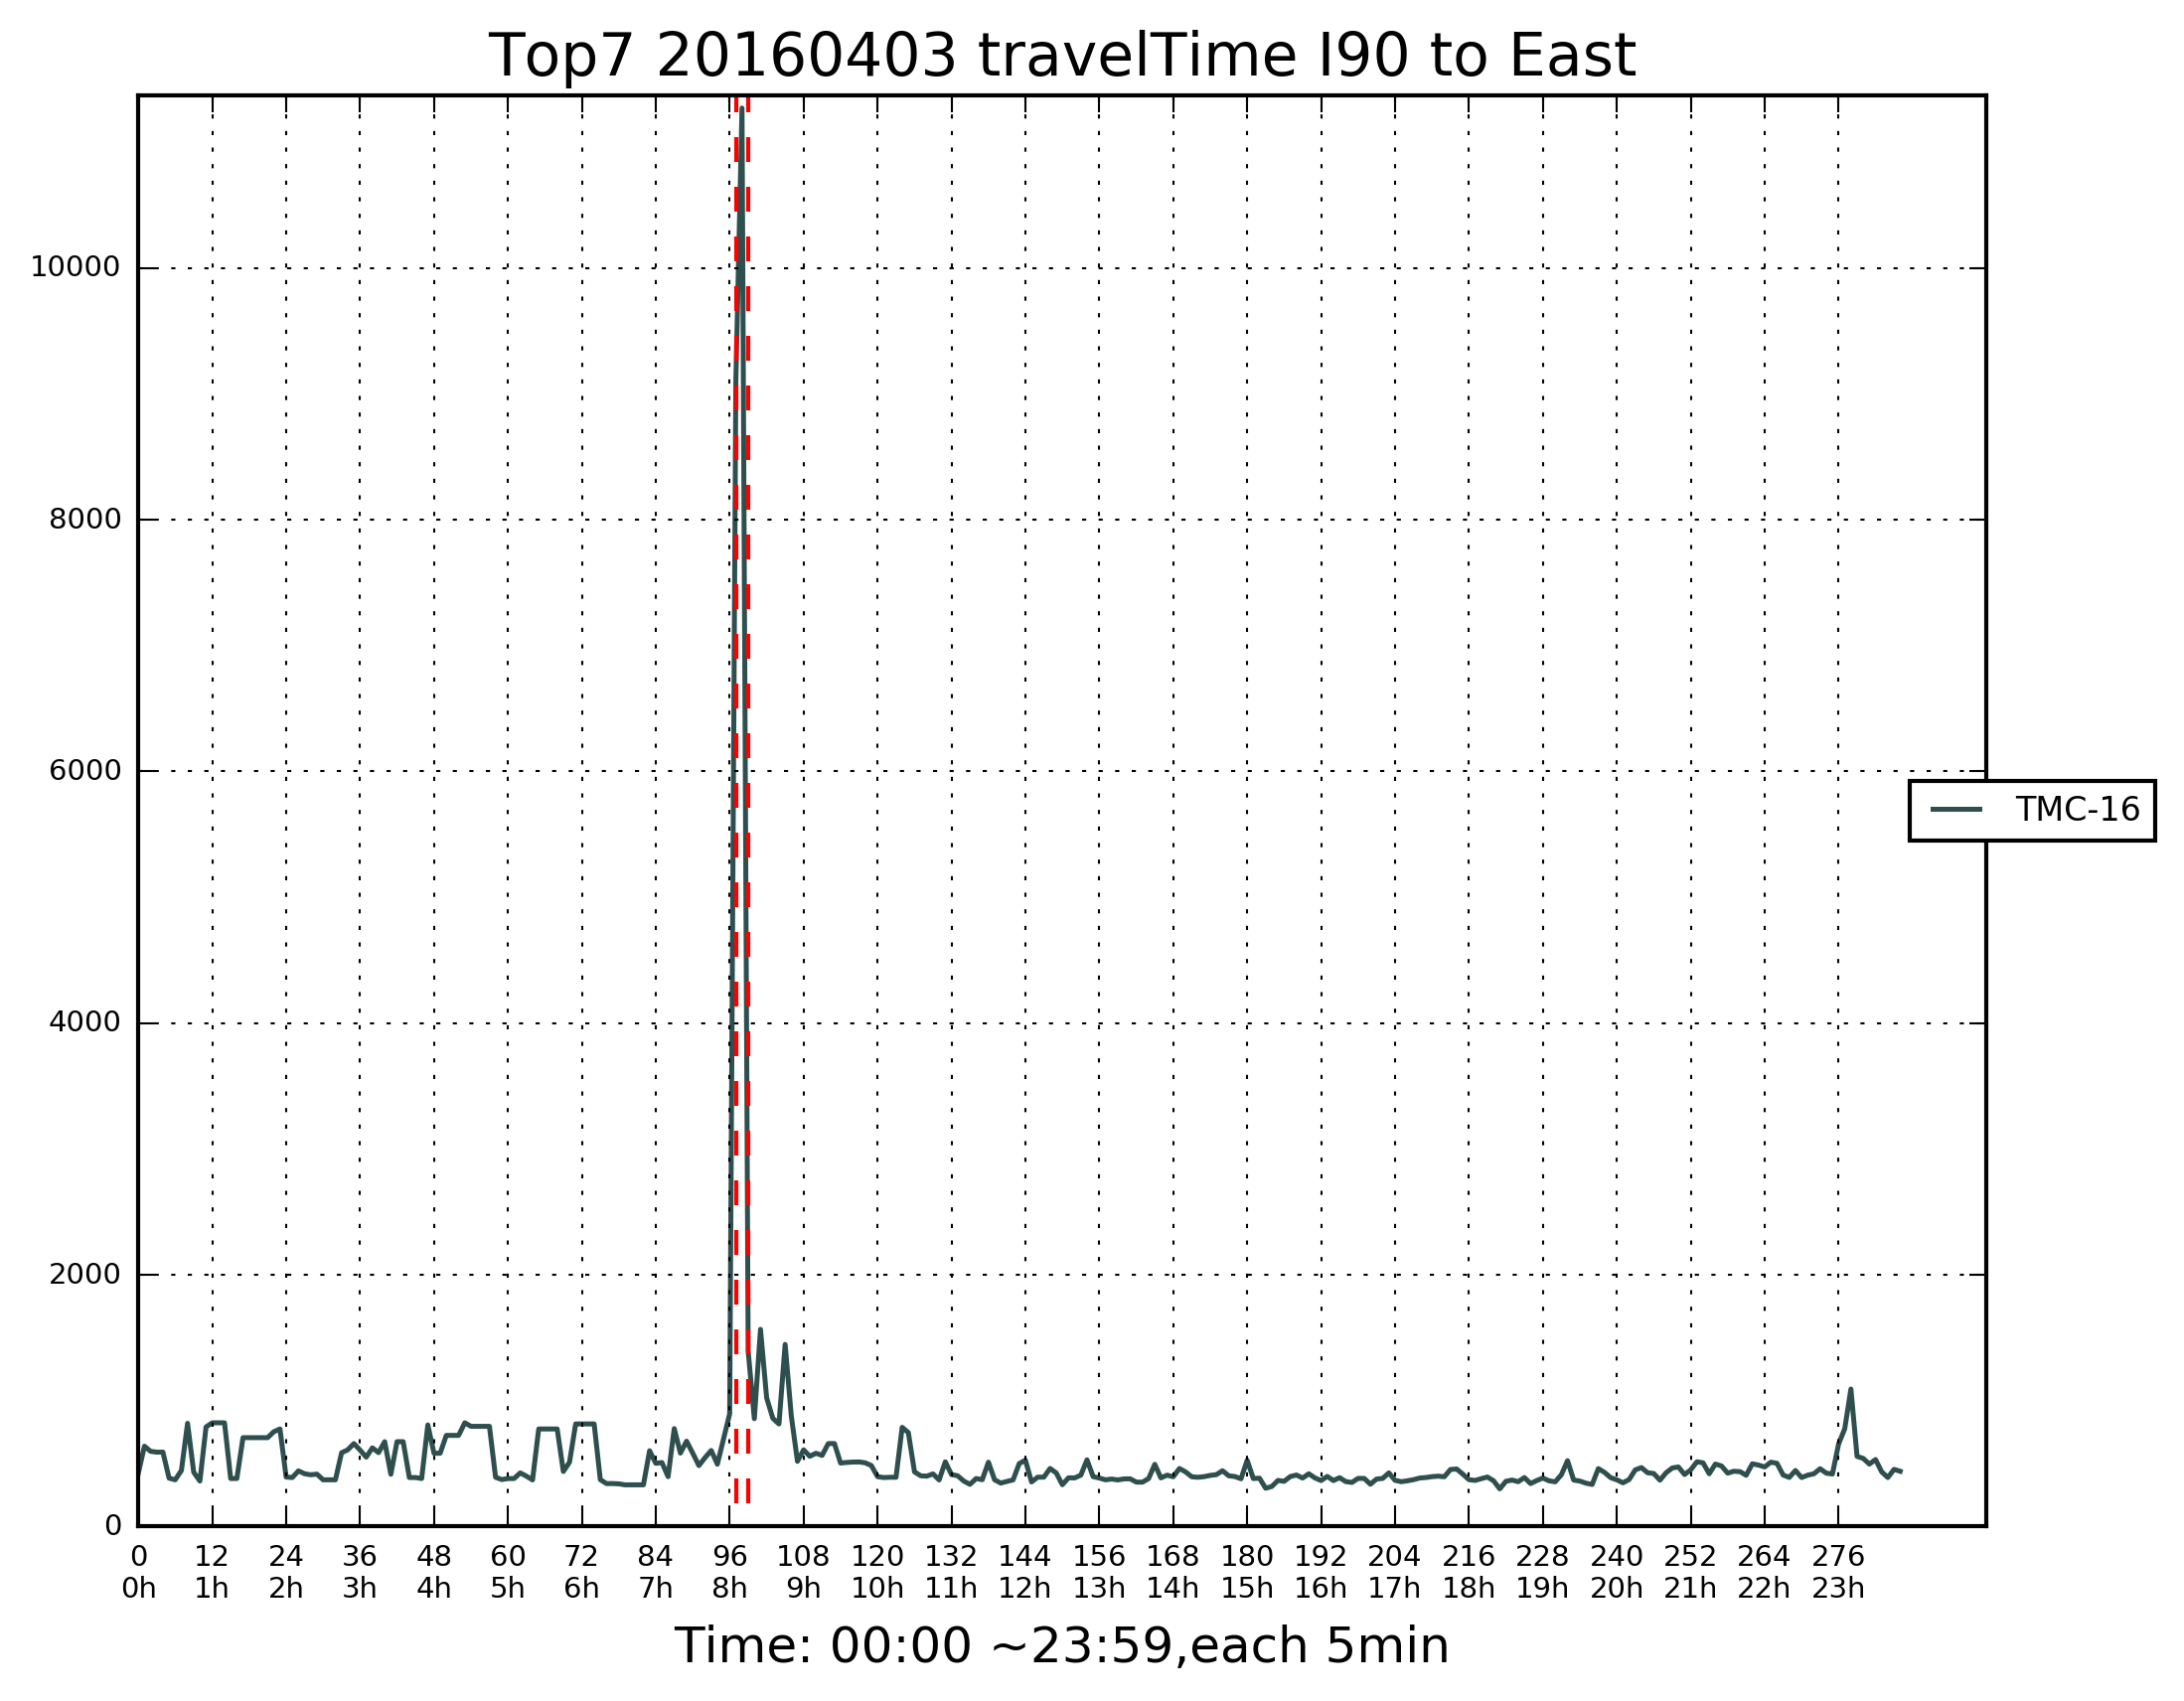 Top7 20160403 travelTime I90 to East
10000
8000
6000
TMC-16
4000
2000
0
0 12 24 36 48 60 72 84 96 108 120 132 144 156 168 180 192 204 216 228 240 252 264 276
0h 1h 2h 3h 4h 5h 6h 7h 8h 9h 10h 11h 12h 13h 14h 15h 16h 17h 18h 19h 20h 21h 22h 23h
Time: 00:00 ~23:59,each 5min